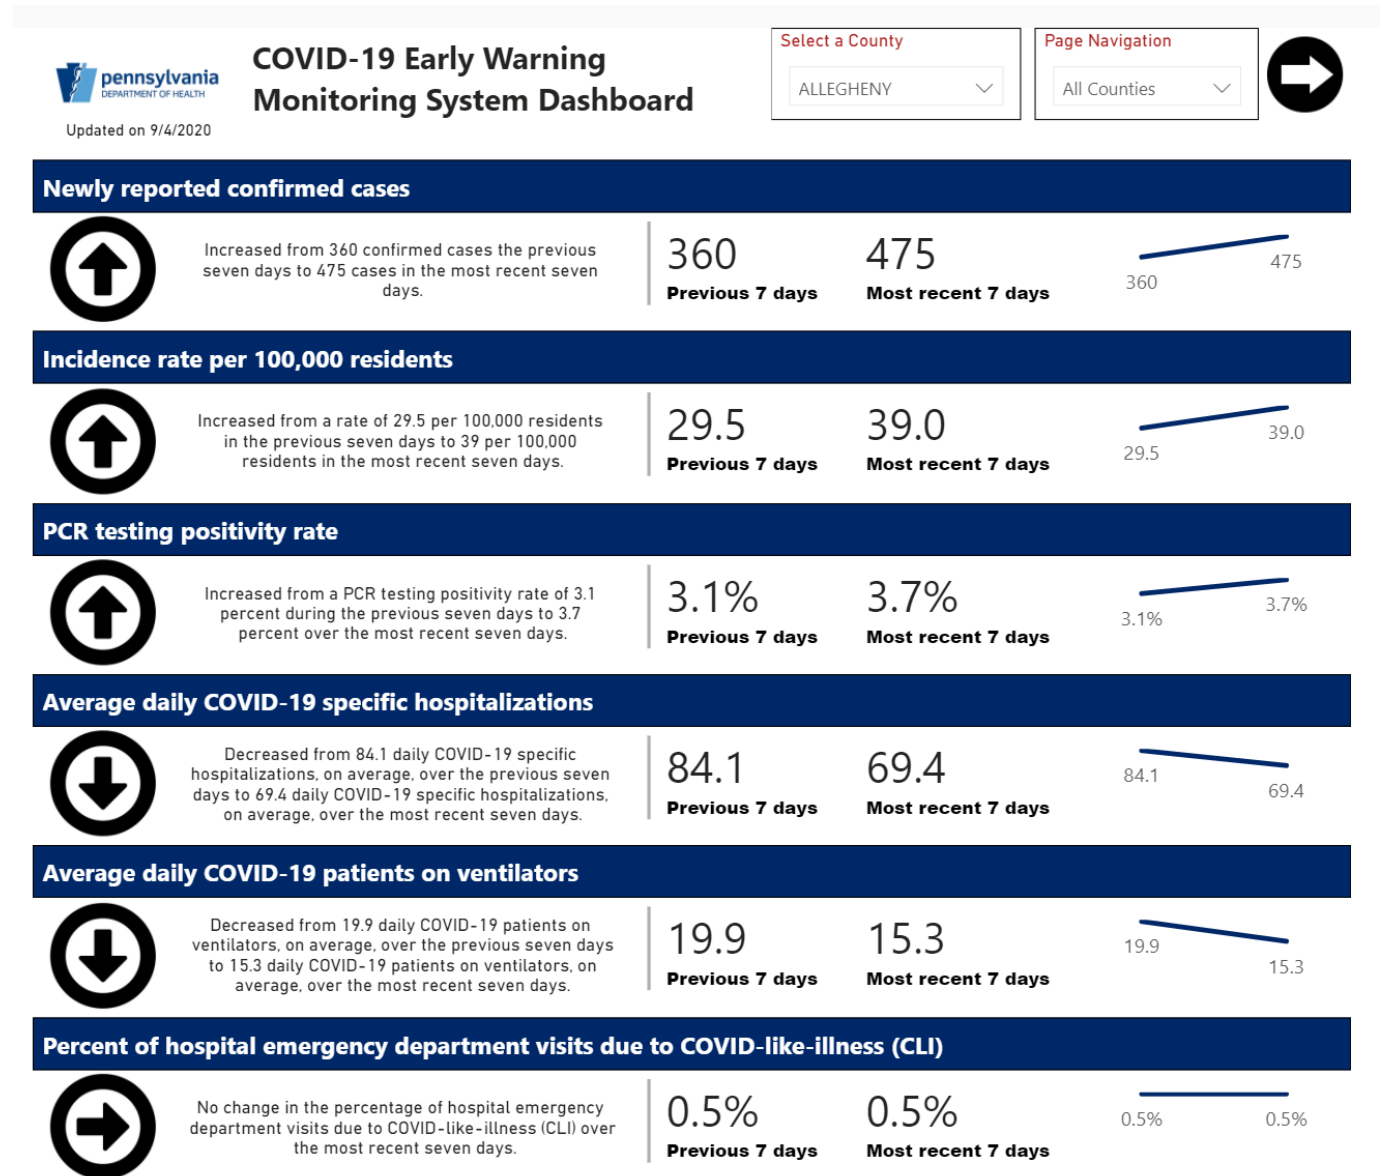 pennsylvania
DEPARTMENT OF HEALTH
Updated on 9/4/2020
COVID-19 Early Warning
Monitoring System Dashboard
Select a County
ALLEGHENY
Page Navigation
All Counties
Newly reported confirmed cases
Increased from 360 confirmed cases the previous
seven days to 475 cases in the most recent seven
days.
360
Previous 7 days
475
Most recent 7 days
360
475
Incidence rate per 100,000 residents
Increased from a rate of 29.5 per 100,000 residents
in the previous seven days to 39 per 100,000
residents in the most recent seven days.
29.5
Previous 7 days
39.0
Most recent 7 days
29.5
39.0
PCR testing positivity rate
Increased from a PCR testing positivity rate of 3.1
percent during the previous seven days to 3.7
percent over the most recent seven days.
3.1%
Previous 7 days
3.7%
Most recent 7 days
3.1%
3.7%
Average daily COVID-19 specific hospitalizations
Decreased from 84.1 daily COVID-19 specific
hospitalizations, on average, over the previous seven
days to 69.4 daily COVID-19 specific hospitalizations,
on average, over the most recent seven days.
84.1
Previous 7 days
69.4
Most recent 7 days
84.1
69.4
Average daily COVID-19 patients on ventilators
Decreased from 19.9 daily COVID-19 patients on
ventilators, on average, over the previous seven days
to 15.3 daily COVID-19 patients on ventilators, on
average, over the most recent seven days.
19.9
Previous 7 days
15.3
Most recent 7 days
19.9
15.3
Percent of hospital emergency department visits due to COVID-like-illness (CLI)
No change in the percentage of hospital emergency
department visits due to COVID-like-illness (CLI) over
the most recent seven days.
0.5%
Previous 7 days
0.5%
Most recent 7 days
0.5%
0.5%